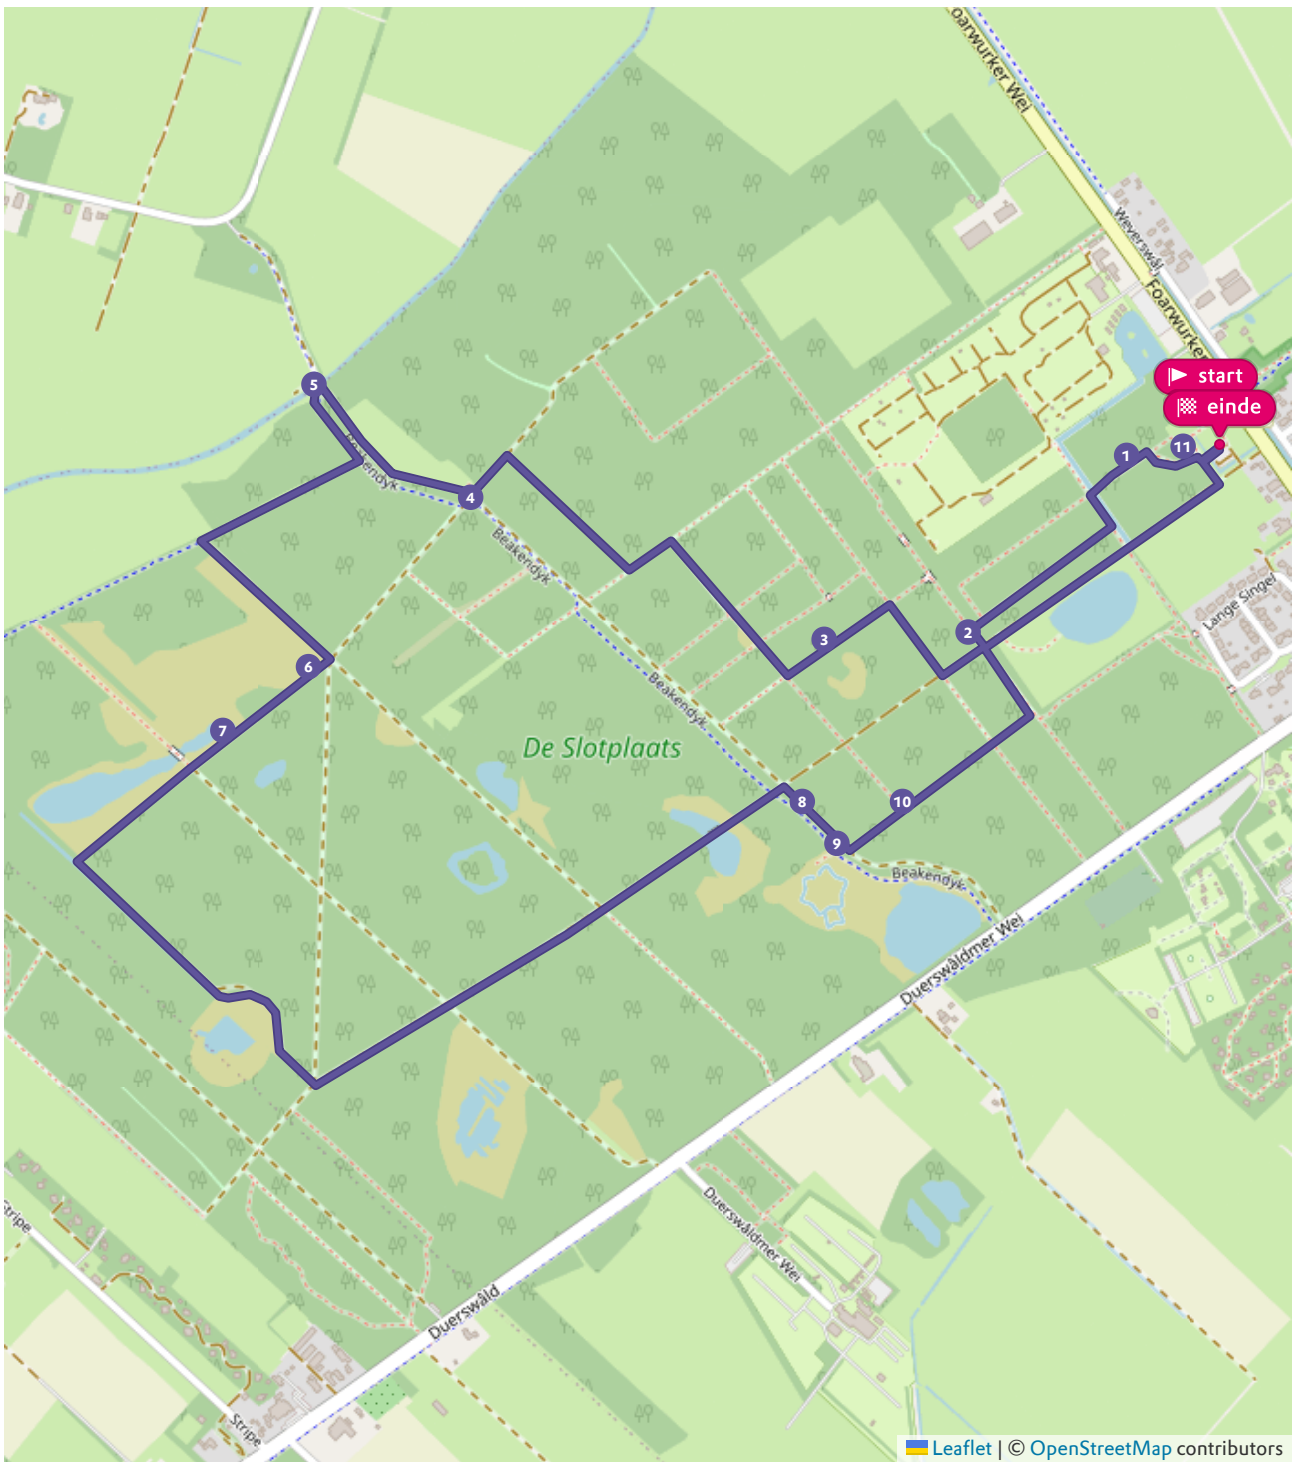 Foarwurker Wei
Weverswâl
Foarwurker
start
einde
11
1
5
Beakendyk
4
Beakendyk
Lange Singel
2
3
6
Beakendyk
7
De Slotplaats
8
10
9
Beakendyk
Duerswâldmer Wei
Duerswâldmer Wei
Stripe
Duerswâld
Stripe
Leaflet | © OpenStreetMap contributors